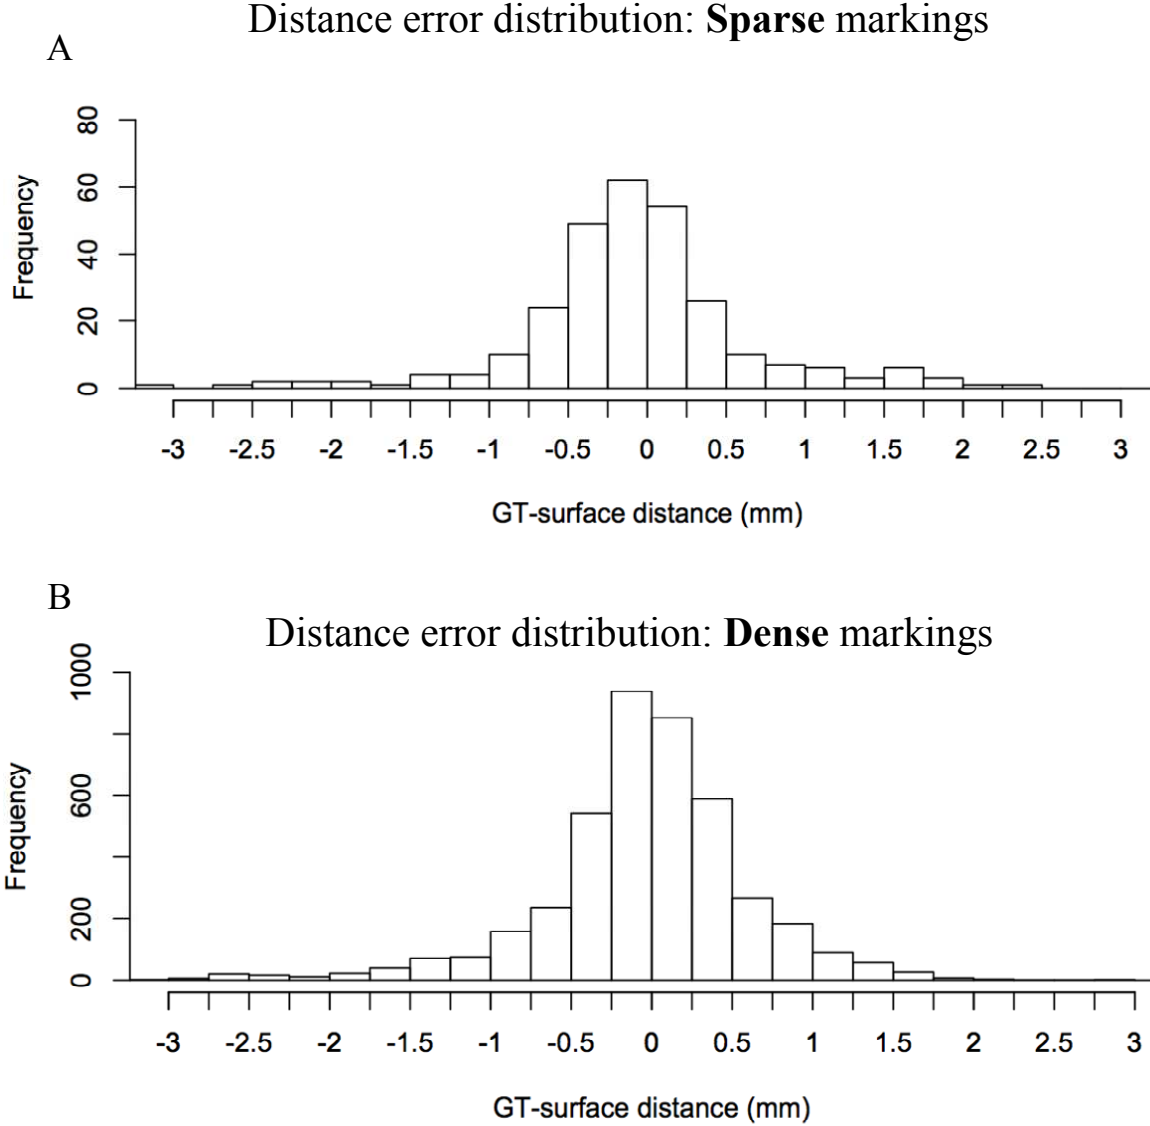 Distance error distribution: Sparse markings
A
80
60
40
20
0
Frequency
-3 -2.5 -2 -1.5 -1 -0.5 0 0.5 1 1.5 2 2.5 3
GT-surface distance (mm)
B
Distance error distribution: Dense markings
1000
600
200
0
Frequency
-3 -2.5 -2 -1.5 -1 -0.5 0 0.5 1 1.5 2 2.5 3
GT-surface distance (mm)